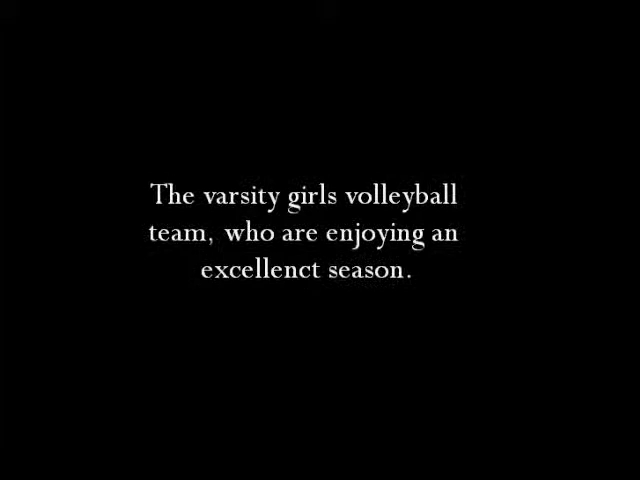 The varsity girls volleyball
team, who are enjoying an
excellenct season.